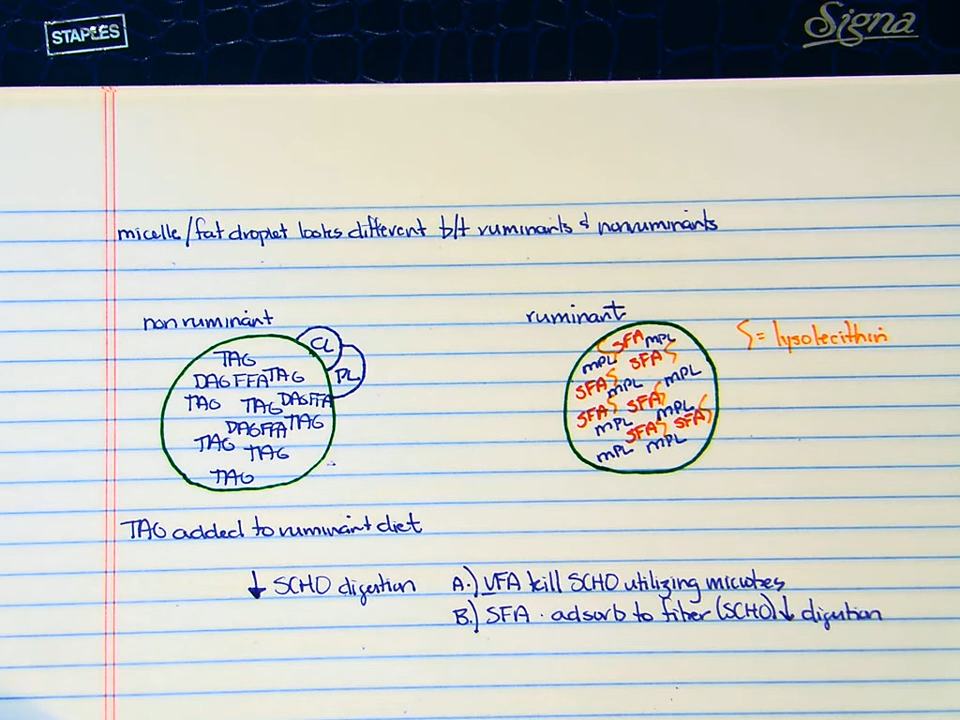 STAPLES
Signa
micelle/fat droplet looks different b/t ruminants & nonruminants
nonruminant
CL
PL
TAG
DAG FFA TAG
TAG TAG DAG FFA
DAG FFA TAG
TAG TAG
TAG
ruminant
SFA MPL
MPL SFA
SFA MPL MPL
SFA SFA
MPL MPL
SFA SFA
MPL MPL
= lysolecithin
TAG added to ruminant diet
↓ SCHO digestion
A.) VFA kill SCHO utilizing microbes
B.) SFA · adsorb to fiber (SCHO) ↓ digestion